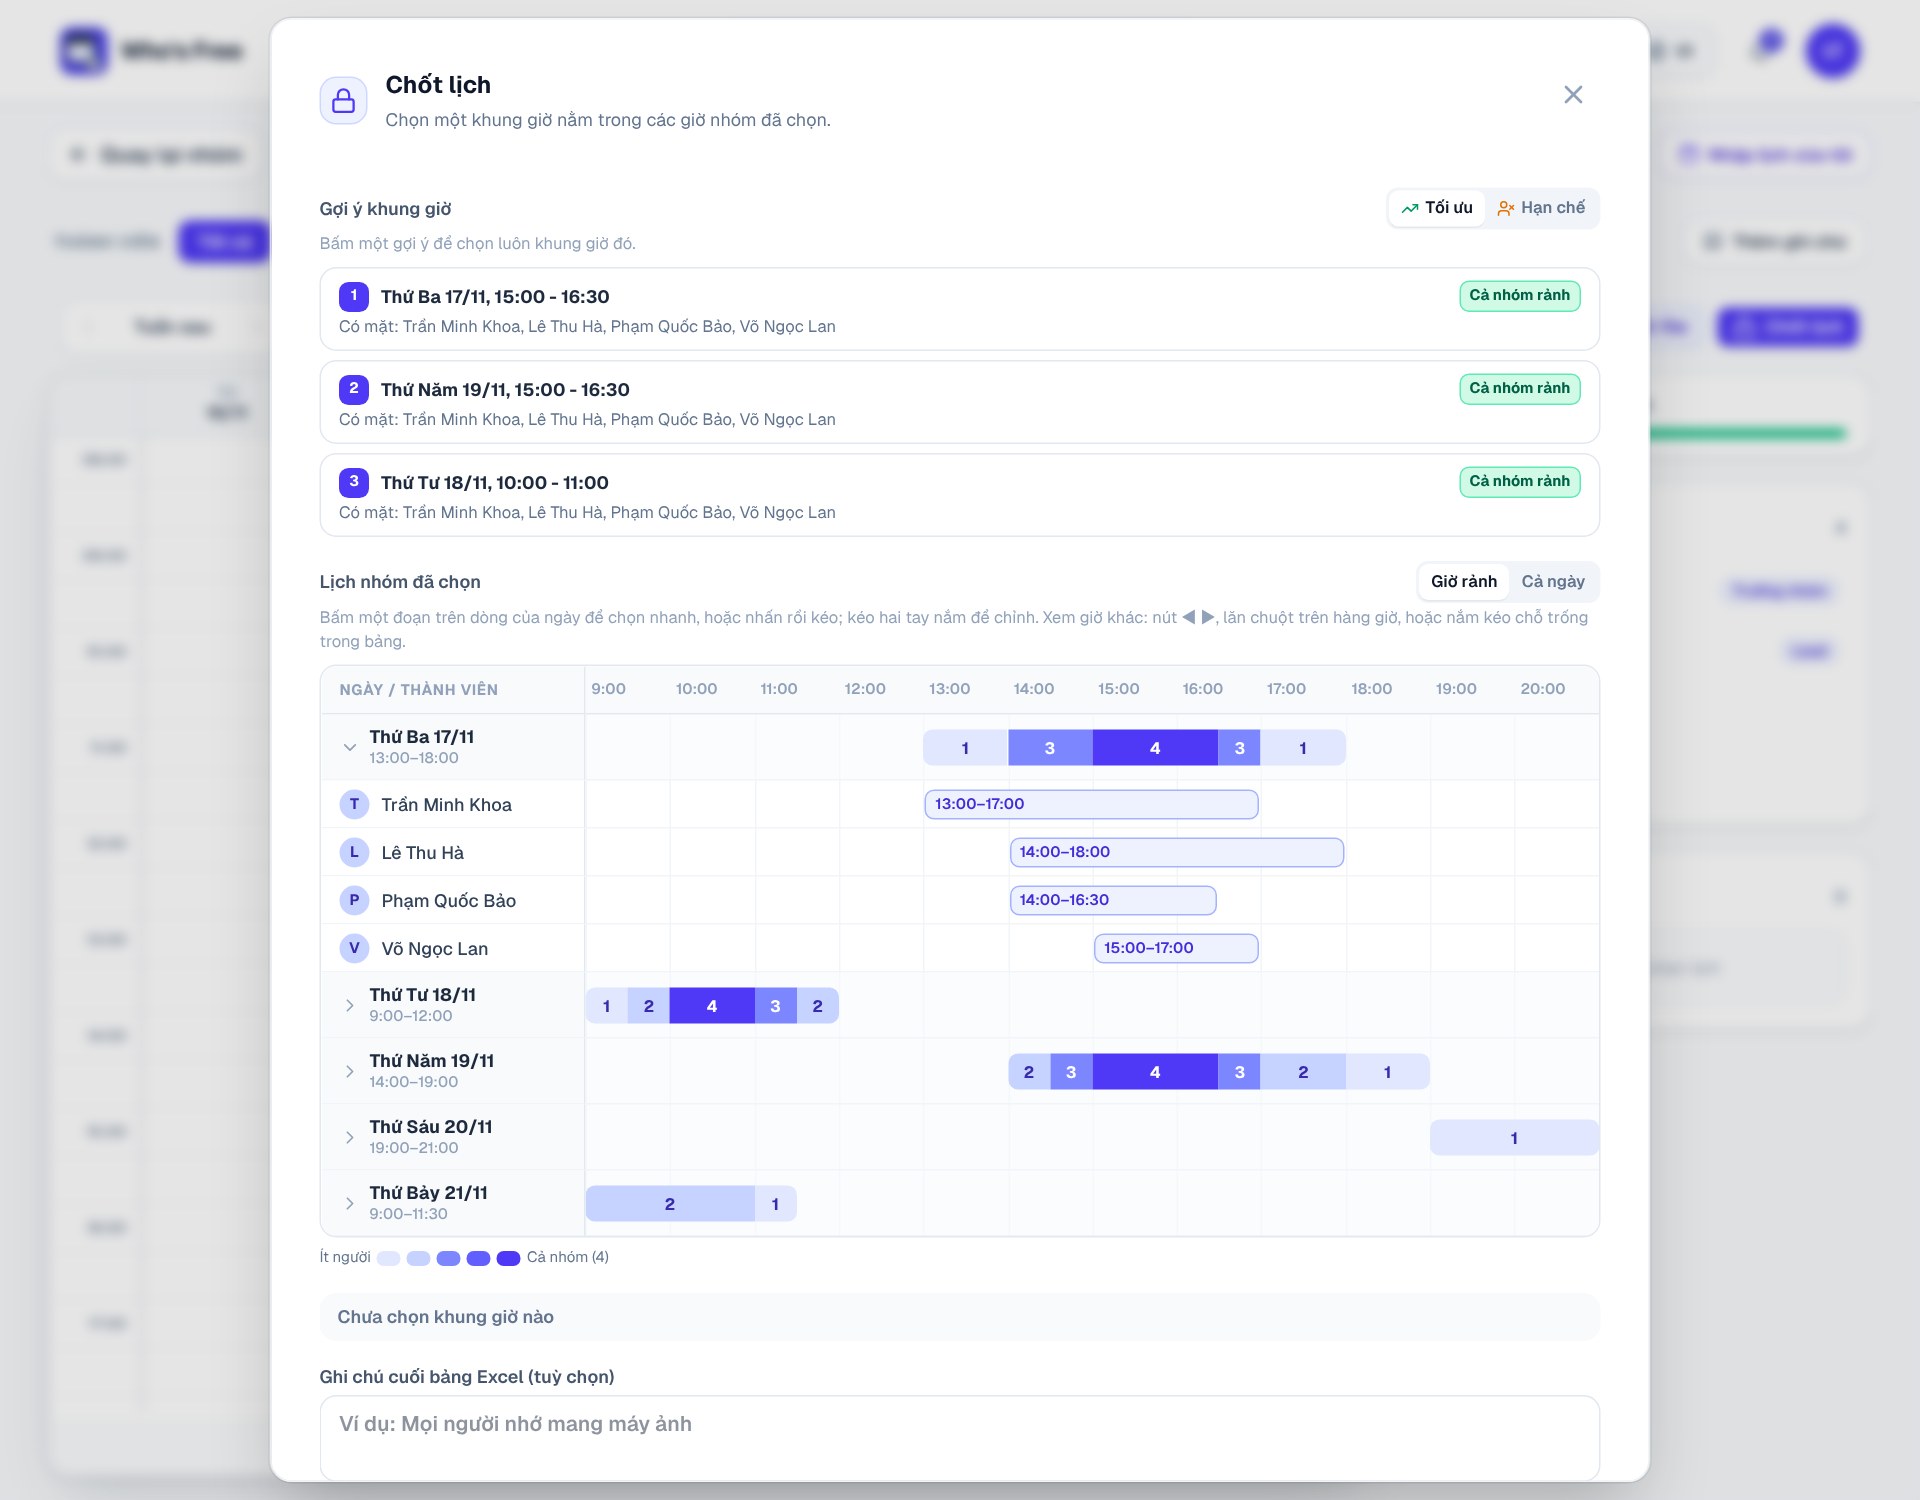 Who's Free
Chốt lịch
Chọn một khung giờ nằm trong các giờ nhóm đã chọn.
Quay lại nhóm
Gợi ý khung giờ
Tối ưu
Hạn chế
Bấm một gợi ý để chọn luôn khung giờ đó.
1 Thứ Ba 17/11, 15:00 - 16:30
Cả nhóm rảnh
Có mặt: Trần Minh Khoa, Lê Thu Hà, Phạm Quốc Bảo, Võ Ngọc Lan
2 Thứ Năm 19/11, 15:00 - 16:30
Cả nhóm rảnh
Có mặt: Trần Minh Khoa, Lê Thu Hà, Phạm Quốc Bảo, Võ Ngọc Lan
3 Thứ Tư 18/11, 10:00 - 11:00
Cả nhóm rảnh
Có mặt: Trần Minh Khoa, Lê Thu Hà, Phạm Quốc Bảo, Võ Ngọc Lan
Lịch nhóm đã chọn
Giờ rảnh
Cả ngày
Bấm một đoạn trên dòng của ngày để chọn nhanh, hoặc nhấn rồi kéo; kéo hai tay nắm để chỉnh. Xem giờ khác: nút ◀ ▶, lăn chuột trên hàng giờ, hoặc nắm kéo chỗ trống
trong bảng.
NGÀY / THÀNH VIÊN 9:00 10:00 11:00 12:00 13:00 14:00 15:00 16:00 17:00 18:00 19:00 20:00
Thứ Ba 17/11
13:00–18:00
1 3 4 3 1
T Trần Minh Khoa 13:00–17:00
L Lê Thu Hà 14:00–18:00
P Phạm Quốc Bảo 14:00–16:30
V Võ Ngọc Lan 15:00–17:00
Thứ Tư 18/11
9:00–12:00
1 2 4 3 2
Thứ Năm 19/11
14:00–19:00
2 3 4 3 2 1
Thứ Sáu 20/11
19:00–21:00
1
Thứ Bảy 21/11
9:00–11:30
2 1
Ít người
Cả nhóm (4)
Chưa chọn khung giờ nào
Ghi chú cuối bảng Excel (tuỳ chọn)
Ví dụ: Mọi người nhớ mang máy ảnh